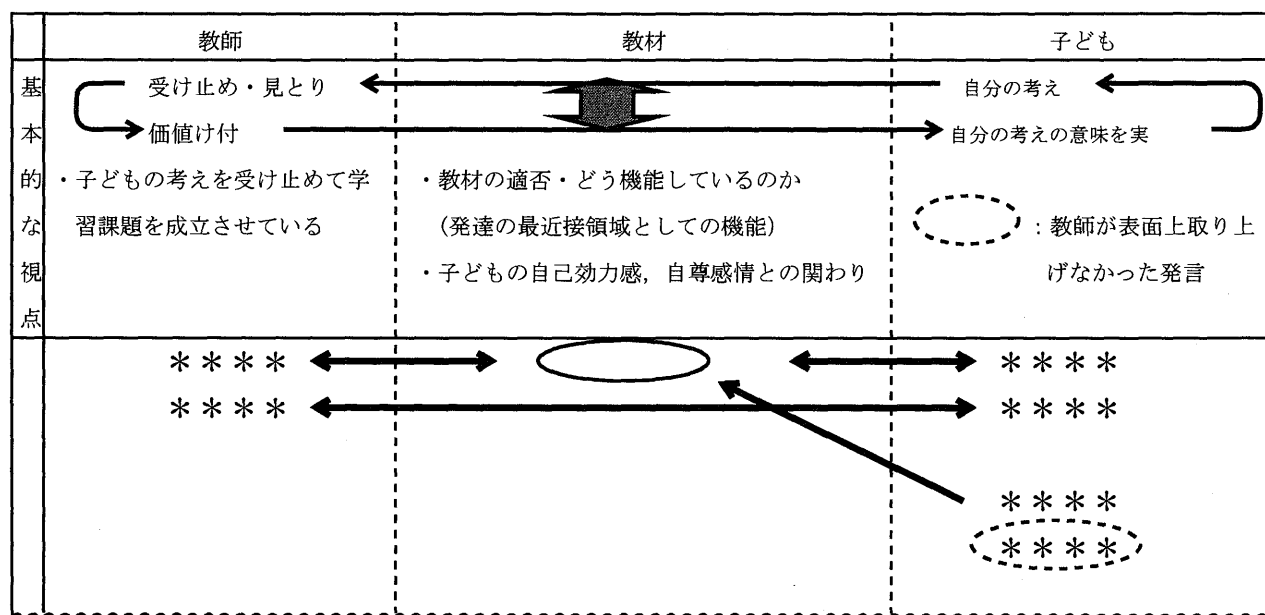 教師 教材 子ども
基本的な視点
受け止め・見とり
価値け付
・子どもの考えを受け止めて学
習課題を成立させている
・教材の適否・どう機能しているのか
（発達の最近接領域としての機能）
・子どもの自己効力感，自尊感情との関わり
自分の考え
自分の考えの意味を実
：教師が表面上取り上
げなかった発言
＊＊＊＊ ＊＊＊＊
＊＊＊＊ ＊＊＊＊
＊＊＊＊
＊＊＊＊